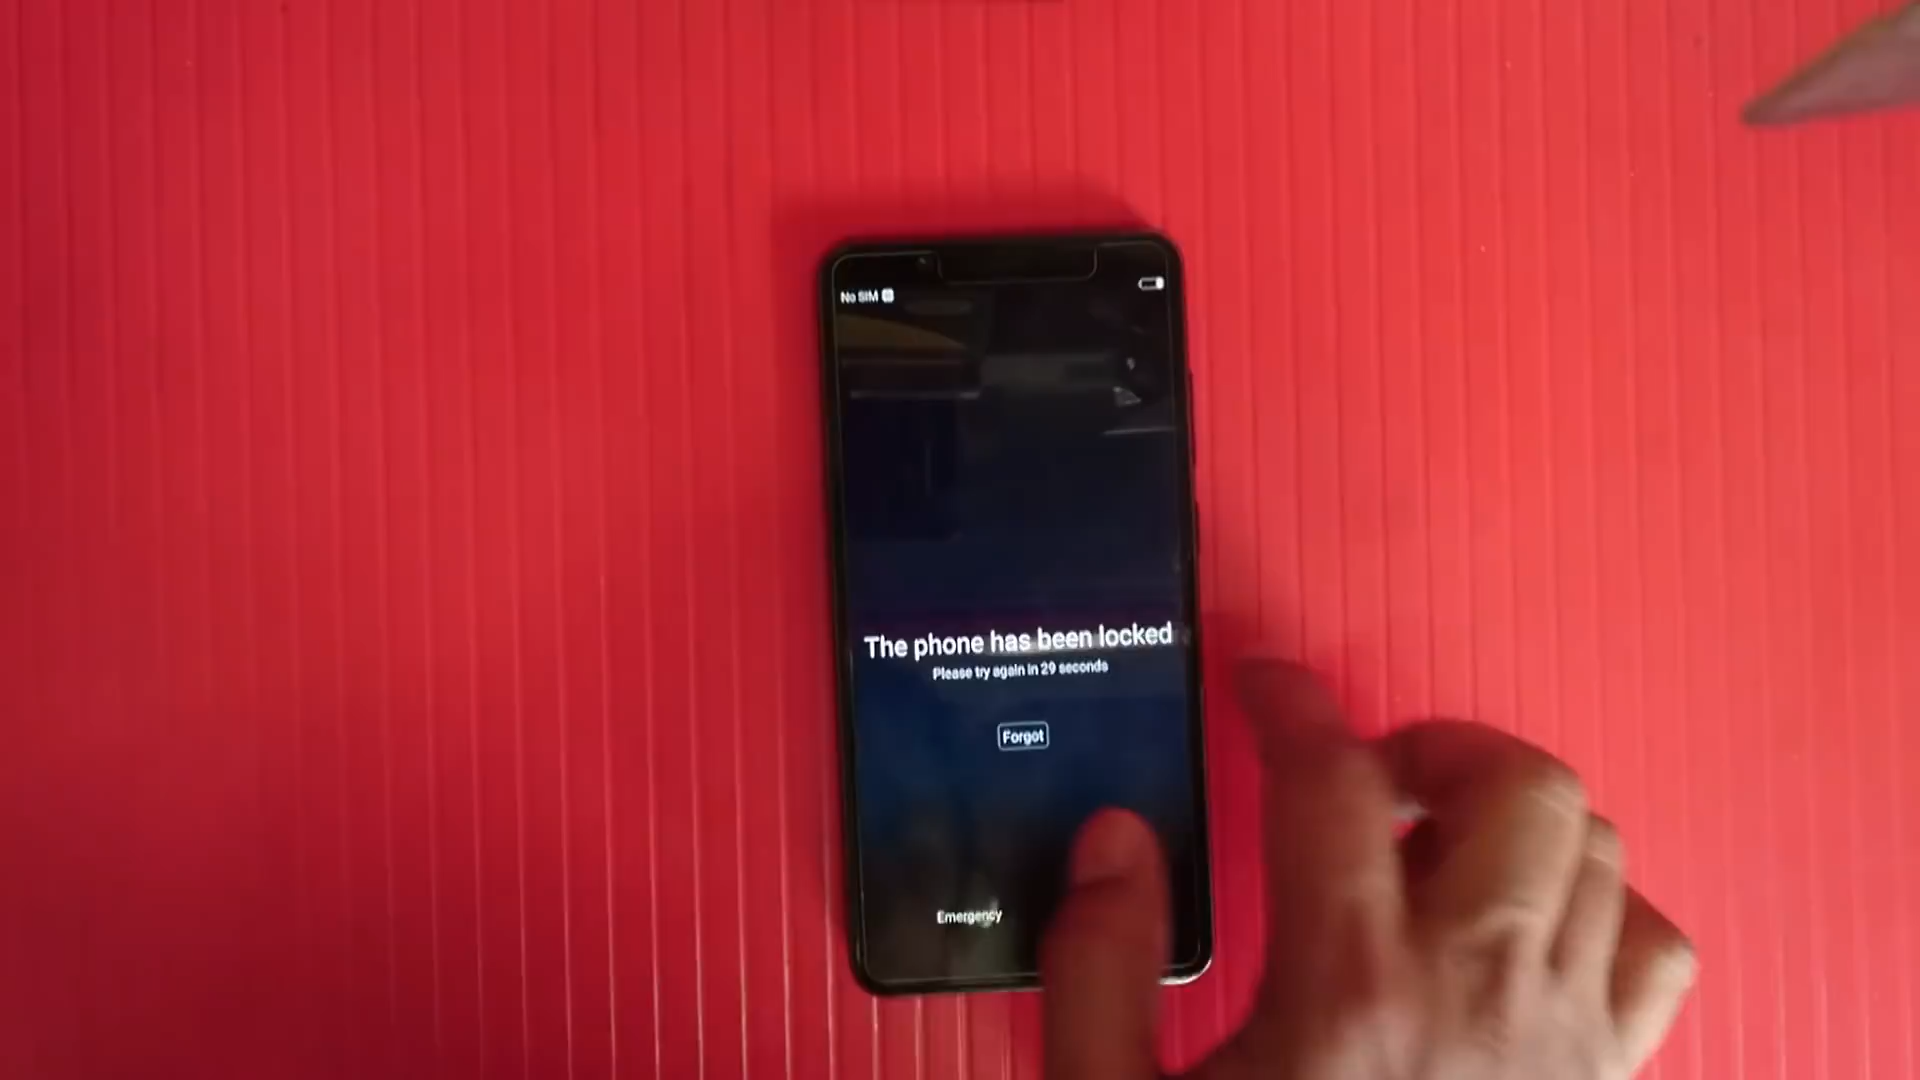 No SIM
The phone has been locked
Please try again in 29 seconds
Forgot
Emergency